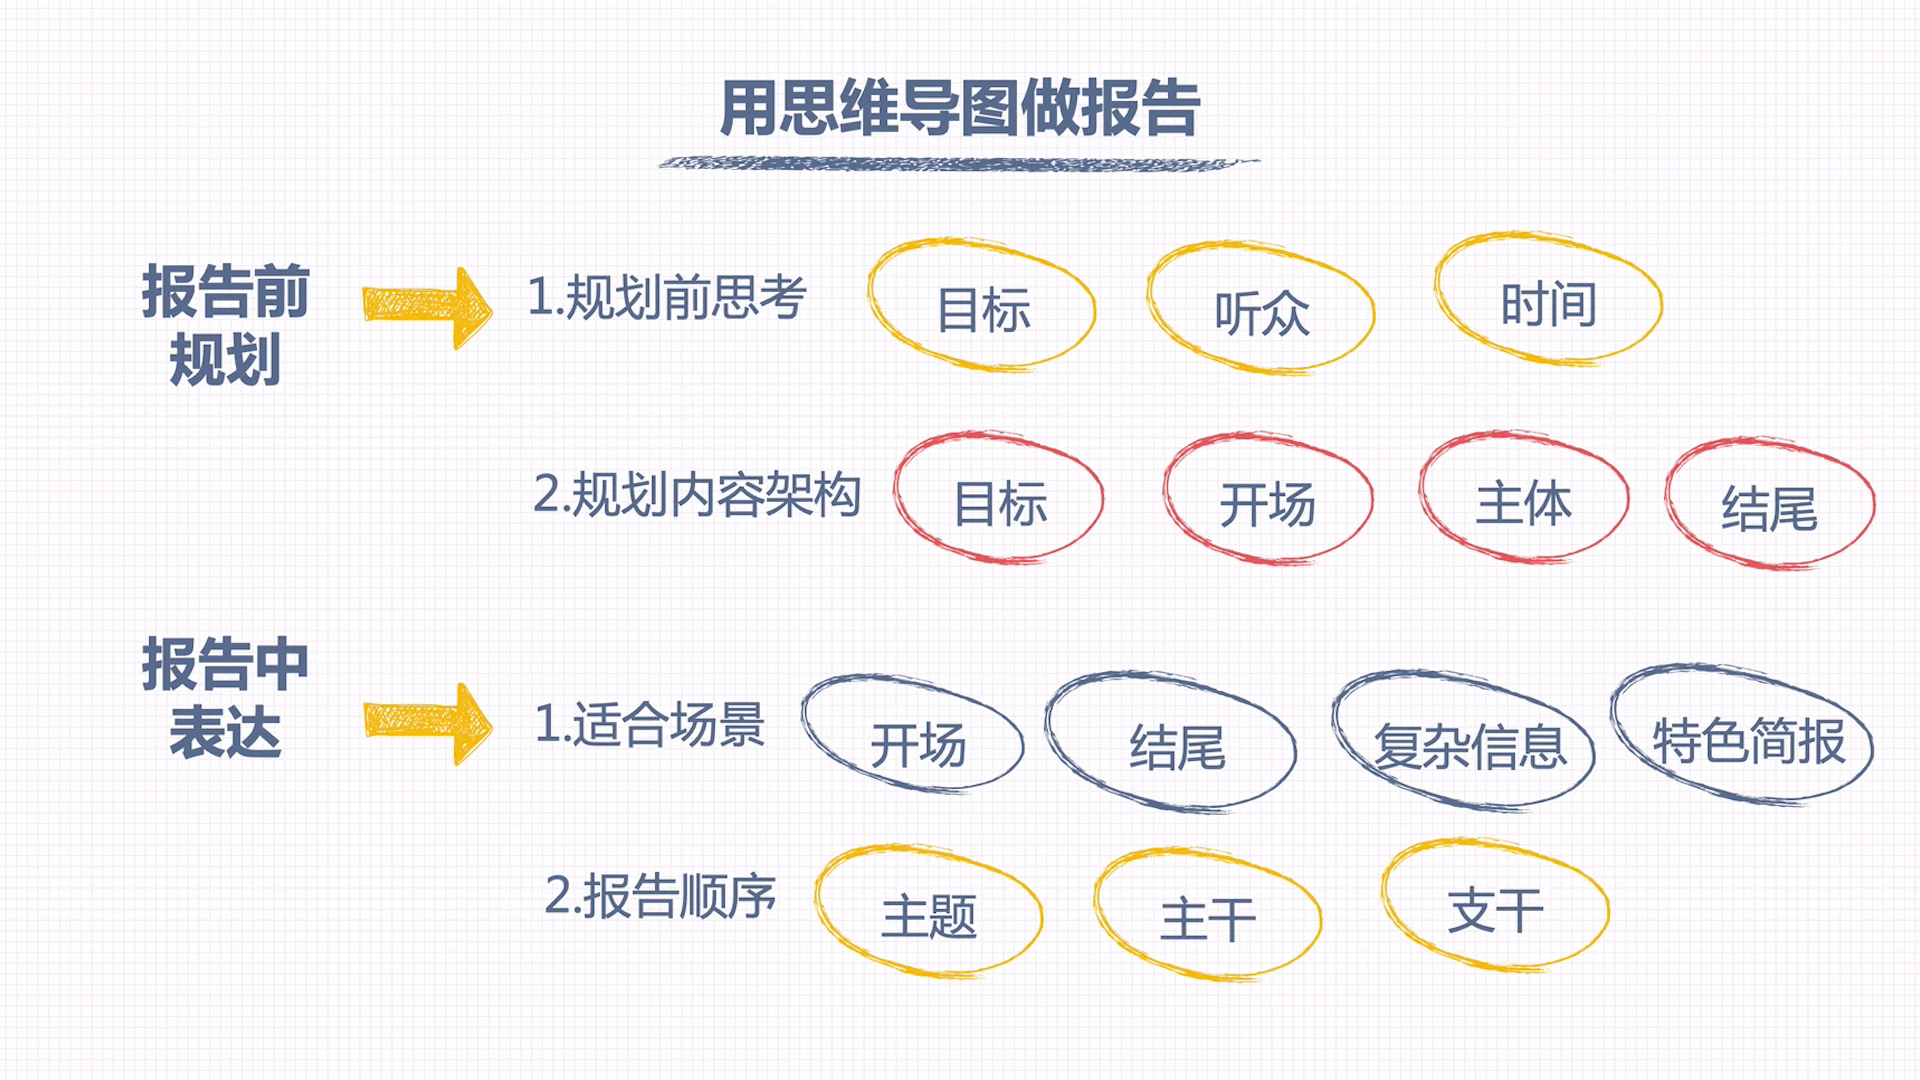 用思维导图做报告
报告前
规划
1.规划前思考 目标 听众 时间
2.规划内容架构 目标 开场 主体 结尾
报告中
表达
1.适合场景 开场 结尾 复杂信息 特色简报
2.报告顺序 主题 主干 支干